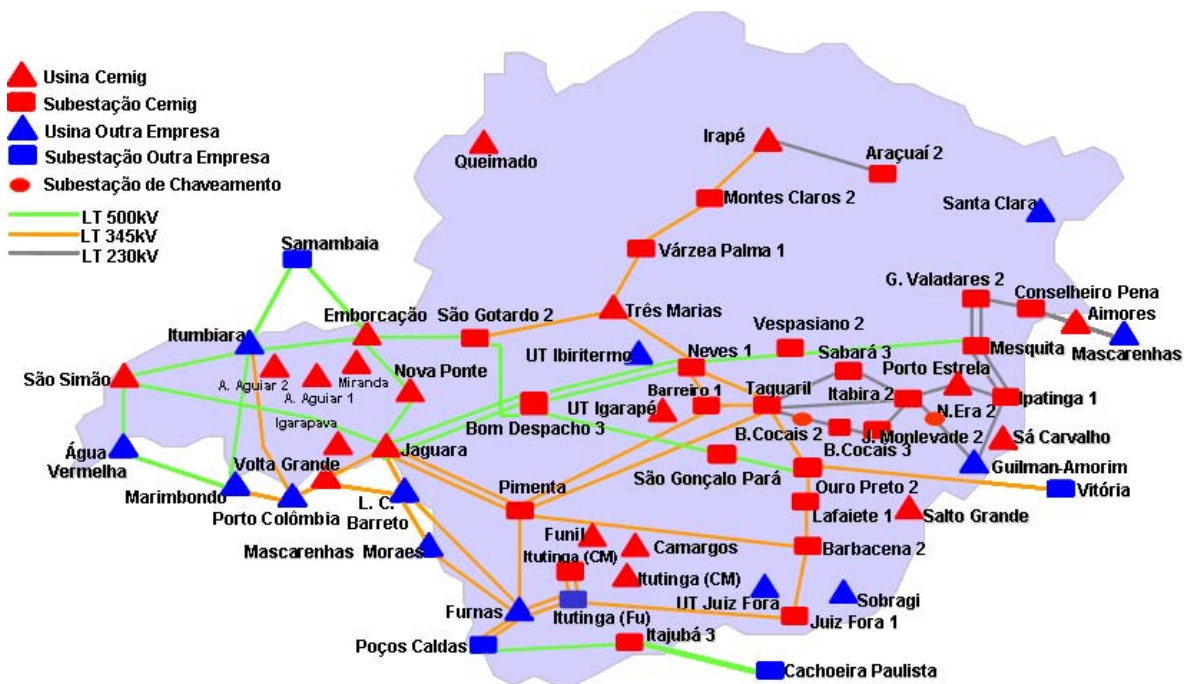 Usina Cemig
Subestação Cemig
Usina Outra Empresa
Subestação Outra Empresa
Subestação de Chaveamento
LT 500kV
LT 345kV
LT 230kV
Queimado
Irapé
Araçuaí 2
Montes Claros 2
Santa Clara
Várzea Palma 1
Samambaia
G. Valadares 2
Conselheiro Pena
Aimores
Mascarenhas
Emborcação
São Gotardo 2
Três Marias
Vespasiano 2
Itumbiara
UT Ibiritermo
Neves 1
Sabará 3
Mesquita
Porto Estrela
São Simão
A. Aguiar 2
A. Aguiar 1
Miranda
Nova Ponte
Barreiro 1
Taquaril
Itabira 2
Ipatinga 1
N.Era 2
UT Igarapé
Igarapava
Bom Despacho 3
B.Cocais 2
J. Monlevade 2
B.Cocais 3
Sá Carvalho
Água
Vermelha
Jaguara
Volta Grande
São Gonçalo Pará
Guilman-Amorim
Marimbondo
Porto Colômbia
L. C.
Barreto
Pimenta
Ouro Preto 2
Vitória
Lafaiete 1
Salto Grande
Mascarenhas Moraes
Funil
Camargos
Barbacena 2
Itutinga (CM)
Itutinga (CM)
UT Juiz Fora
Sobragi
Furnas
Itutinga (Fu)
Juiz Fora 1
Poços Caldas
Itajubá 3
Cachoeira Paulista